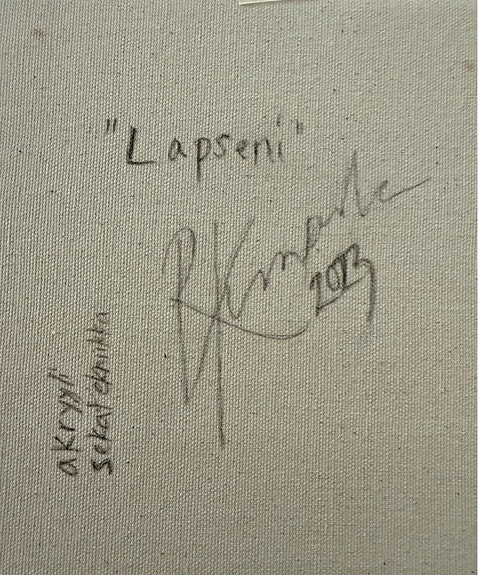 "Lapseni"
2013
akryyli
sekatekniikka